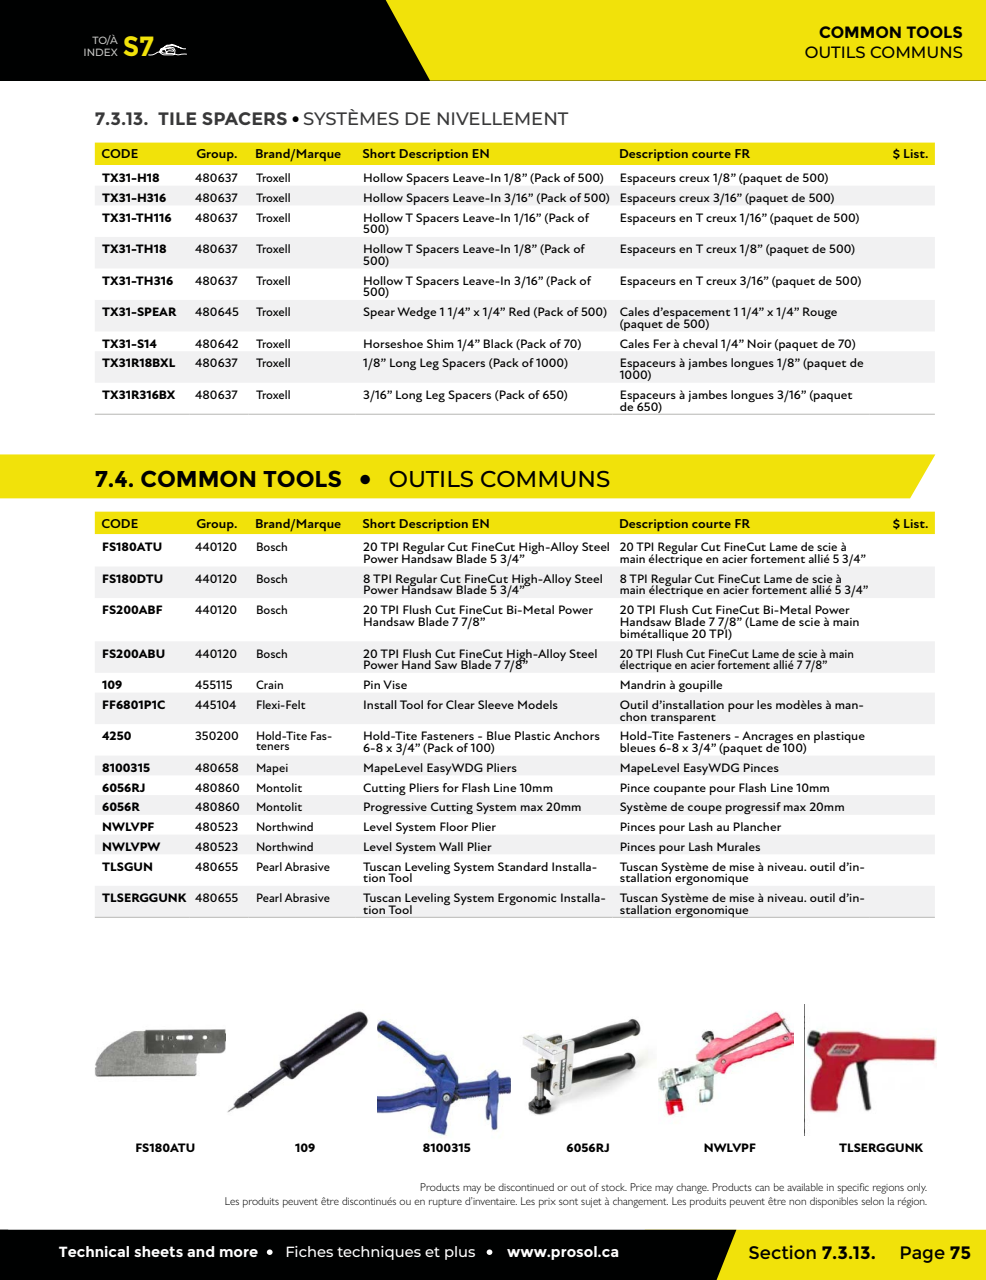 TO/À
INDEX S7
COMMON TOOLS
OUTILS COMMUNS
7.3.13. TILE SPACERS • SYSTÈMES DE NIVELLEMENT
CODE Group. Brand/Marque Short Description EN Description courte FR $ List.
TX31-H18 480637 Troxell Hollow Spacers Leave-In 1/8” (Pack of 500) Espaceurs creux 1/8” (paquet de 500)
TX31-H316 480637 Troxell Hollow Spacers Leave-In 3/16” (Pack of 500) Espaceurs creux 3/16” (paquet de 500)
TX31-TH116 480637 Troxell Hollow T Spacers Leave-In 1/16” (Pack of Espaceurs en T creux 1/16” (paquet de 500)
500)
TX31-TH18 480637 Troxell Hollow T Spacers Leave-In 1/8” (Pack of Espaceurs en T creux 1/8” (paquet de 500)
500)
TX31-TH316 480637 Troxell Hollow T Spacers Leave-In 3/16” (Pack of Espaceurs en T creux 3/16” (paquet de 500)
500)
TX31-SPEAR 480645 Troxell Spear Wedge 1 1/4” x 1/4” Red (Pack of 500) Cales d’espacement 1 1/4” x 1/4” Rouge
(paquet de 500)
TX31-S14 480642 Troxell Horseshoe Shim 1/4” Black (Pack of 70) Cales Fer à cheval 1/4” Noir (paquet de 70)
TX31R18BXL 480637 Troxell 1/8” Long Leg Spacers (Pack of 1000) Espaceurs à jambes longues 1/8” (paquet de
1000)
TX31R316BX 480637 Troxell 3/16” Long Leg Spacers (Pack of 650) Espaceurs à jambes longues 3/16” (paquet
de 650)
7.4. COMMON TOOLS • OUTILS COMMUNS
CODE Group. Brand/Marque Short Description EN Description courte FR $ List.
FS180ATU 440120 Bosch 20 TPI Regular Cut FineCut High-Alloy Steel 20 TPI Regular Cut FineCut Lame de scie à
Power Handsaw Blade 5 3/4” main électrique en acier fortement allié 5 3/4”
FS180DTU 440120 Bosch 8 TPI Regular Cut FineCut High-Alloy Steel 8 TPI Regular Cut FineCut Lame de scie à
Power Handsaw Blade 5 3/4” main électrique en acier fortement allié 5 3/4”
FS200ABF 440120 Bosch 20 TPI Flush Cut FineCut Bi-Metal Power 20 TPI Flush Cut FineCut Bi-Metal Power
Handsaw Blade 7 7/8” Handsaw Blade 7 7/8” (Lame de scie à main
bimétallique 20 TPI)
FS200ABU 440120 Bosch 20 TPI Flush Cut FineCut High-Alloy Steel 20 TPI Flush Cut FineCut Lame de scie à main
Power Hand Saw Blade 7 7/8” électrique en acier fortement allié 7 7/8”
109 455115 Crain Pin Vise Mandrin à goupille
FF6801P1C 445104 Flexi-Felt Install Tool for Clear Sleeve Models Outil d’installation pour les modèles à man-
chon transparent
4250 350200 Hold-Tite Fas- Hold-Tite Fasteners - Blue Plastic Anchors Hold-Tite Fasteners - Ancrages en plastique
teners 6-8 x 3/4” (Pack of 100) bleues 6-8 x 3/4” (paquet de 100)
8100315 480658 Mapei MapeLevel EasyWDG Pliers MapeLevel EasyWDG Pinces
6056RJ 480860 Montolit Cutting Pliers for Flash Line 10mm Pince coupante pour Flash Line 10mm
6056R 480860 Montolit Progressive Cutting System max 20mm Système de coupe progressif max 20mm
NWLVPF 480523 Northwind Level System Floor Plier Pinces pour Lash au Plancher
NWLVPW 480523 Northwind Level System Wall Plier Pinces pour Lash Murales
TLSGUN 480655 Pearl Abrasive Tuscan Leveling System Standard Installa- Tuscan Système de mise à niveau. outil d’in-
tion Tool stallation ergonomique
TLSERGGUNK 480655 Pearl Abrasive Tuscan Leveling System Ergonomic Installa- Tuscan Système de mise à niveau. outil d’in-
tion Tool stallation ergonomique
FS180ATU 109 8100315 6056RJ NWLVPF TLSERGGUNK
Products may be discontinued or out of stock. Price may change. Products can be available in specific regions only.
Les produits peuvent être discontinués ou en rupture d’inventaire. Les prix sont sujet à changement. Les produits peuvent être non disponibles selon la région.
Technical sheets and more • Fiches techniques et plus • www.prosol.ca
Section 7.3.13. Page 75